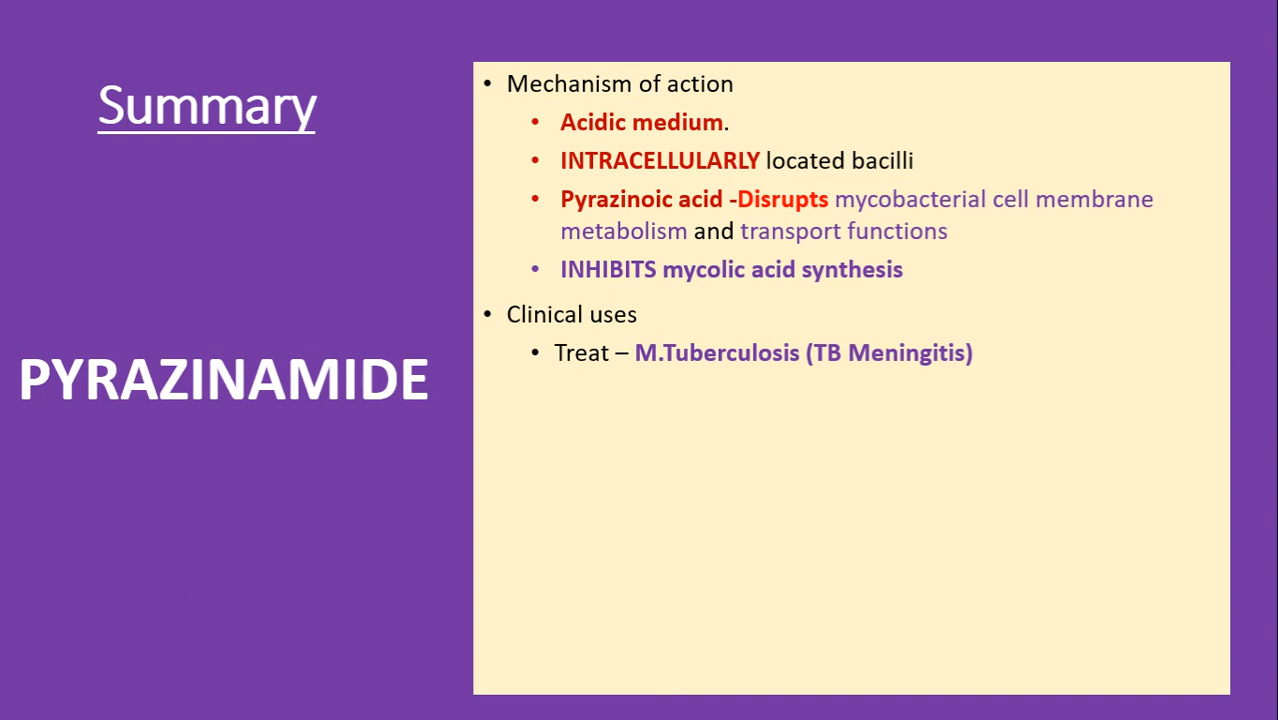 Summary
PYRAZINAMIDE
• Mechanism of action
• Acidic medium.
• INTRACELLULARLY located bacilli
• Pyrazinoic acid -Disrupts mycobacterial cell membrane
metabolism and transport functions
• INHIBITS mycolic acid synthesis
• Clinical uses
• Treat – M.Tuberculosis (TB Meningitis)